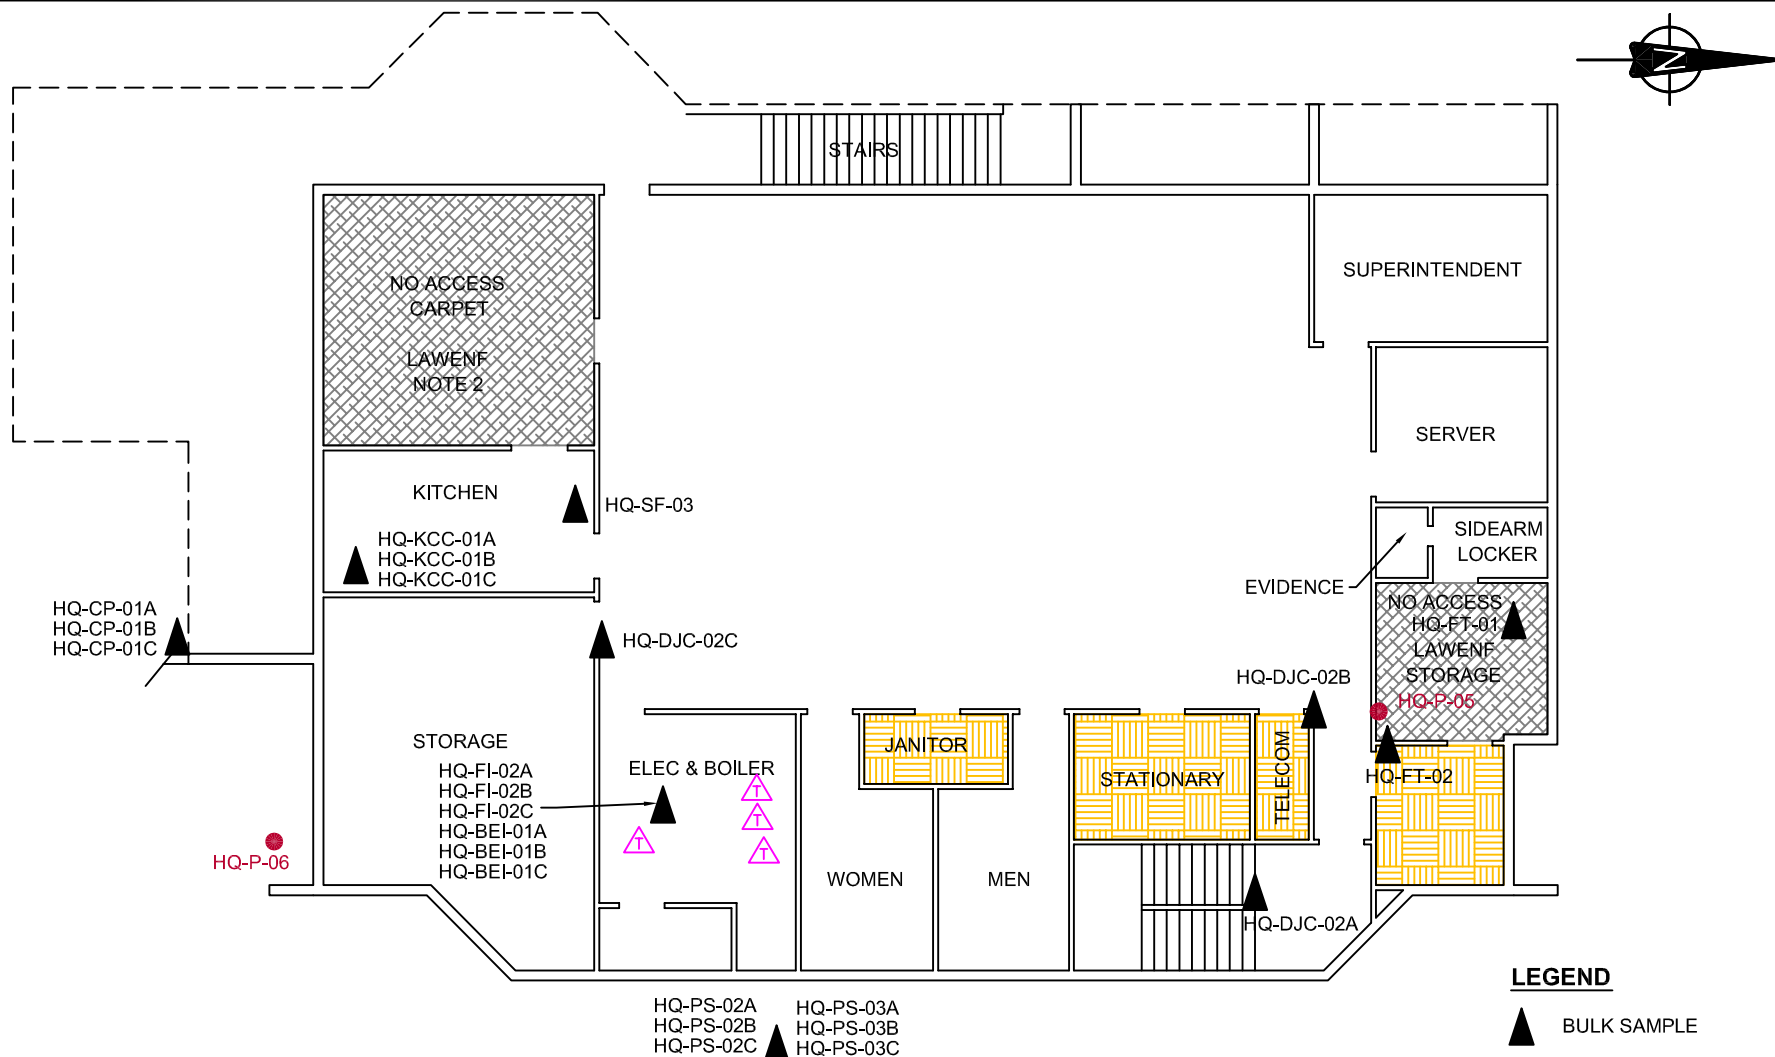 N
STAIRS
NO ACCESS
CARPET
LAWENF
NOTE 2
SUPERINTENDENT
SERVER
KITCHEN
HQ-SF-03
HQ-KCC-01A
HQ-KCC-01B
HQ-KCC-01C
SIDEARM
LOCKER
EVIDENCE
HQ-CP-01A
HQ-CP-01B
HQ-CP-01C
HQ-DJC-02C
NO ACCESS
HQ-FT-01
LAWENF
STORAGE
HQ-P-05
HQ-DJC-02B
STORAGE
HQ-FI-02A
HQ-FI-02B
HQ-FI-02C
HQ-BEI-01A
HQ-BEI-01B
HQ-BEI-01C
ELEC & BOILER
T
T
T
T
JANITOR
STATIONARY
TELECOM
HQ-FT-02
HQ-P-06
WOMEN
MEN
HQ-DJC-02A
HQ-PS-02A
HQ-PS-02B
HQ-PS-02C
HQ-PS-03A
HQ-PS-03B
HQ-PS-03C
LEGEND
BULK SAMPLE